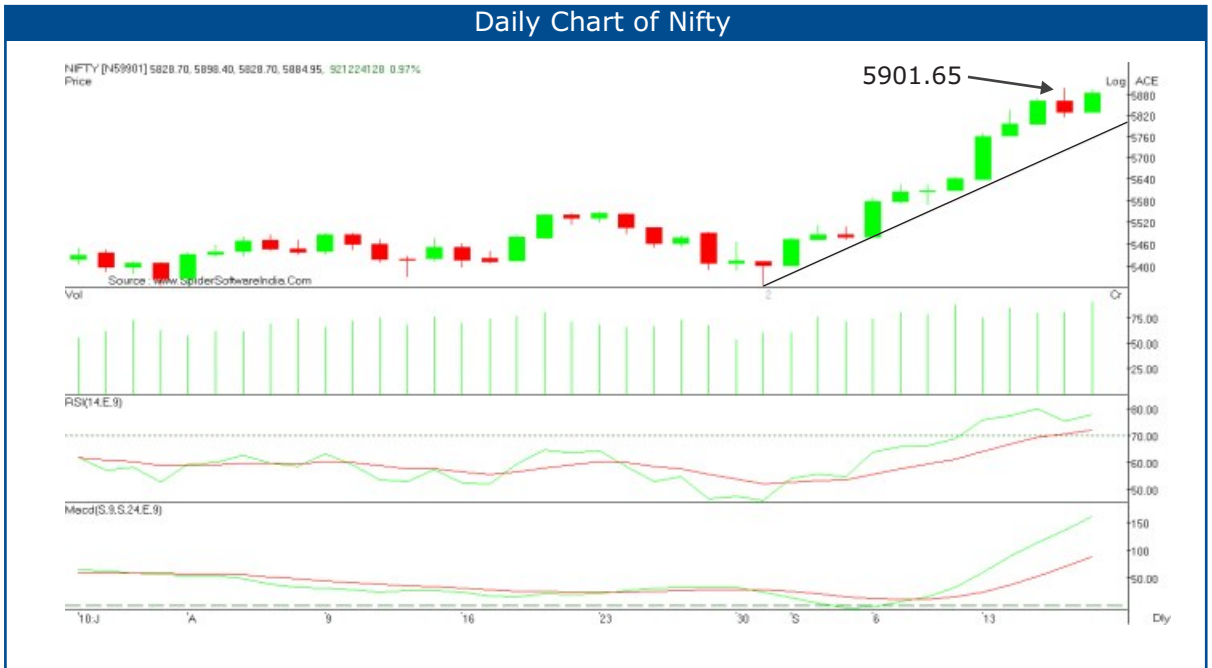 Daily Chart of Nifty
NIFTY [N59901] 5828.70, 5898.40, 5828.70, 5884.95, 921224128 0.97%
Price
5901.65
Log ACE
5880
5820
5760
5700
5640
5580
5520
5460
5400
Source : www.SpiderSoftwareIndia.Com
2
Vol
Cr
75.00
50.00
25.00
RSI(14,E,9)
80.00
70.00
60.00
50.00
Macd(S,9,S,24,E,9)
150
100
50.00
'10:J 'A '9 '16 '23 '30 'S '6 '13 Dly